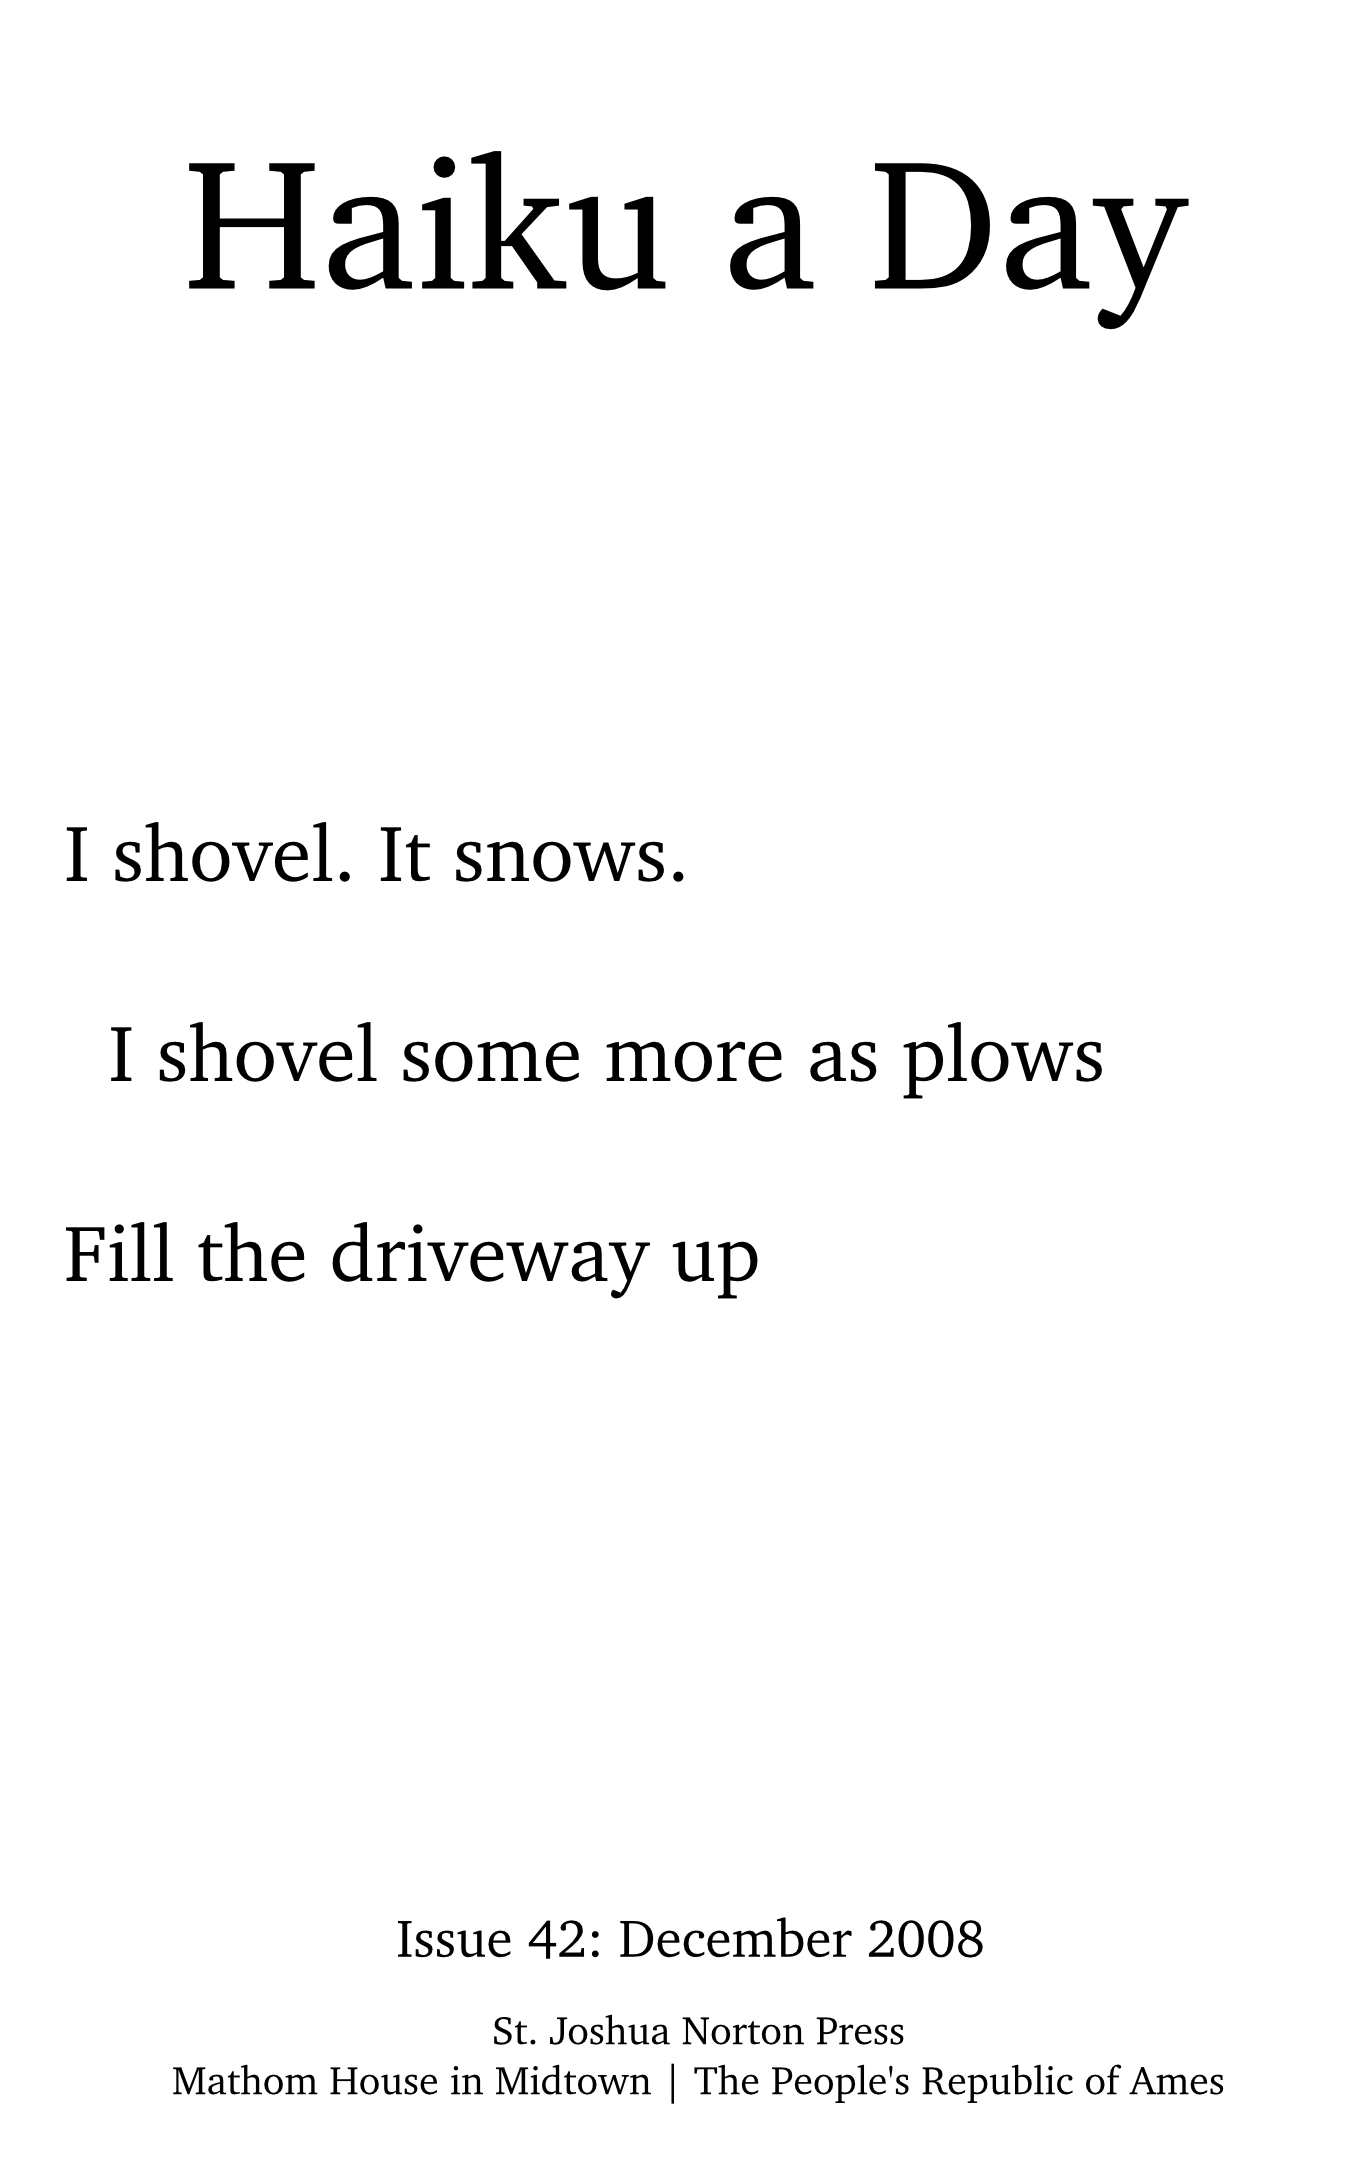 Haiku a Day
I shovel. It snows.
I shovel some more as plows
Fill the driveway up
Issue 42: December 2008
St. Joshua Norton Press
Mathom House in Midtown | The People's Republic of Ames